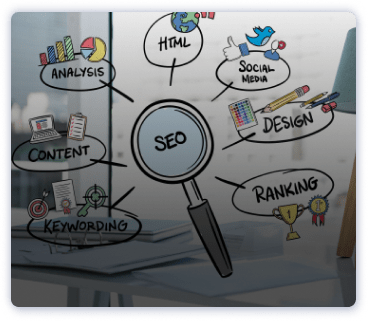 HTML
ANALYSIS
SOCIAL
MEDIA
SEO
DESIGN
CONTENT
RANKING
KEYWORDING